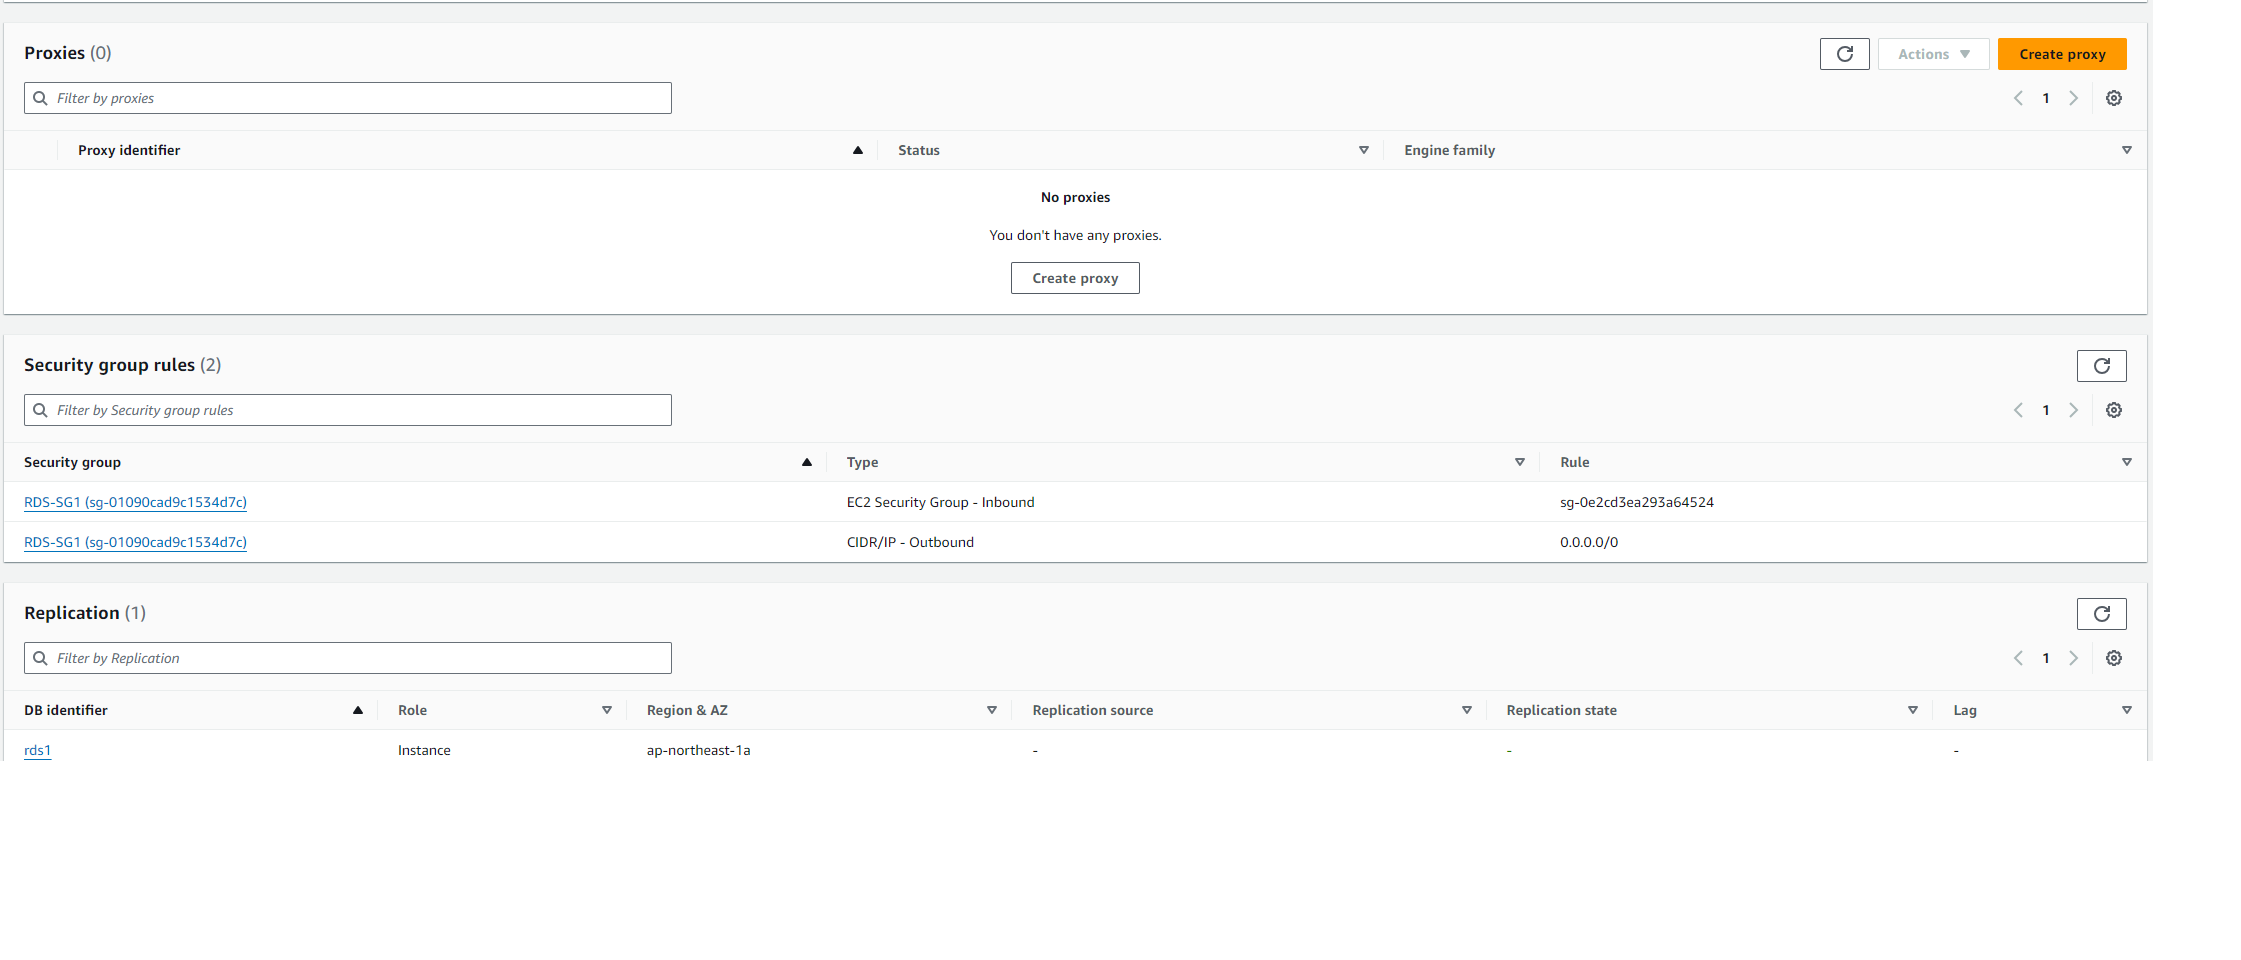 Proxies (0)
Actions
Create proxy
Filter by proxies
1
Proxy identifier Status Engine family
No proxies
You don't have any proxies.
Create proxy
Security group rules (2)
Filter by Security group rules
1
Security group Type Rule
RDS-SG1 (sg-01090cad9c1534d7c) EC2 Security Group - Inbound sg-0e2cd3ea293a64524
RDS-SG1 (sg-01090cad9c1534d7c) CIDR/IP - Outbound 0.0.0.0/0
Replication (1)
Filter by Replication
1
DB identifier Role Region & AZ Replication source Replication state Lag
rds1 Instance ap-northeast-1a - - -